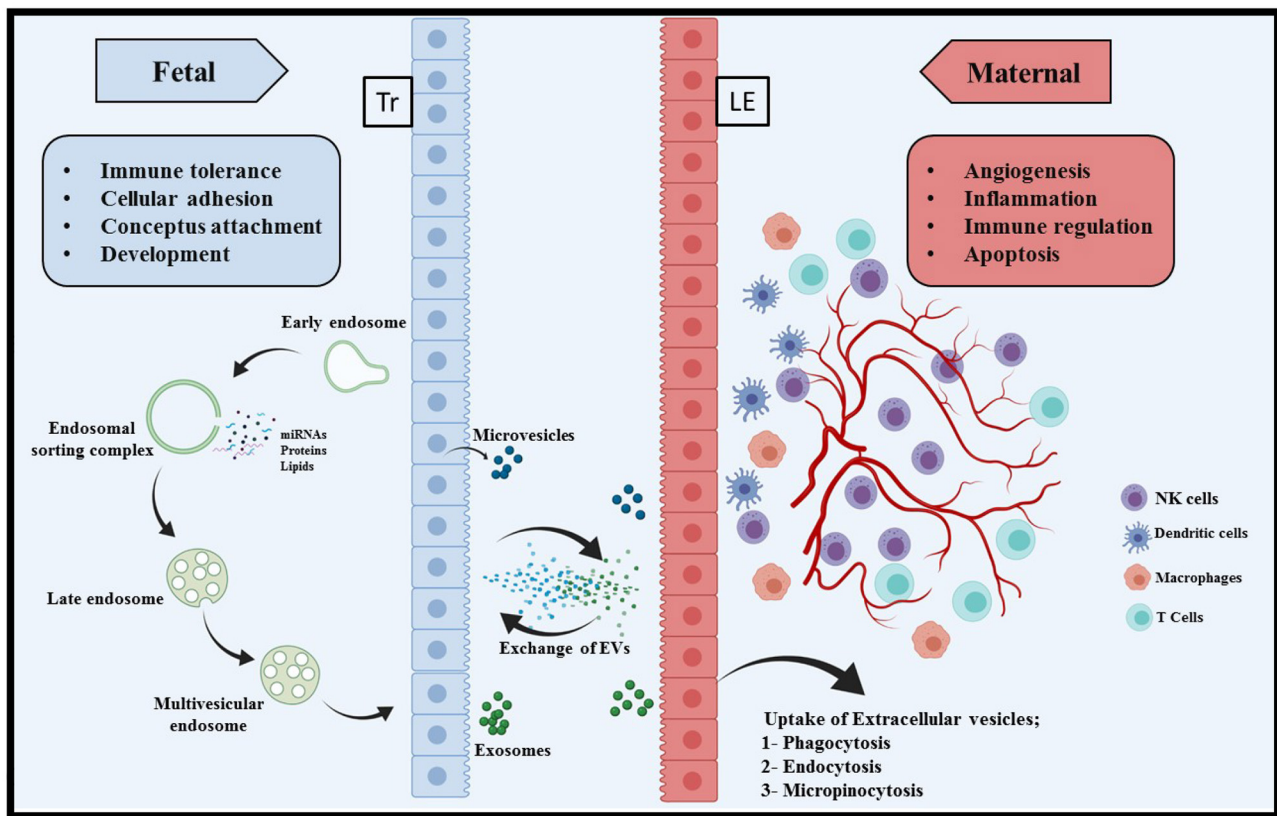 Fetal
Tr
LE
Maternal
• Immune tolerance
• Cellular adhesion
• Conceptus attachment
• Development
• Angiogenesis
• Inflammation
• Immune regulation
• Apoptosis
Early endosome
Endosomal
sorting complex
miRNAs
Proteins
Lipids
Late endosome
Multivesicular
endosome
Microvesicles
Exchange of EVs
Exosomes
NK cells
Dendritic cells
Macrophages
T Cells
Uptake of Extracellular vesicles;
1- Phagocytosis
2- Endocytosis
3- Micropinocytosis